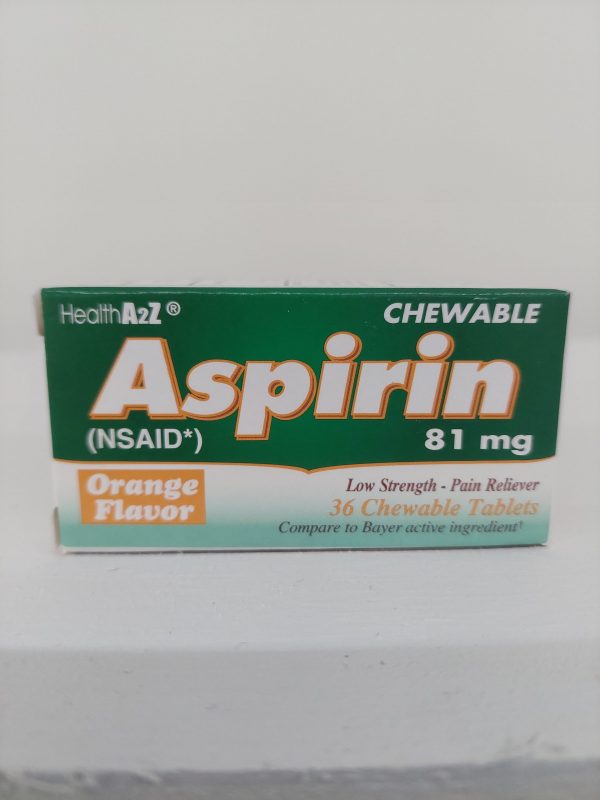 HealthA2Z®
CHEWABLE
Aspirin
(NSAID*)
81 mg
Orange
Flavor
Low Strength - Pain Reliever
36 Chewable Tablets
Compare to Bayer active ingredient†